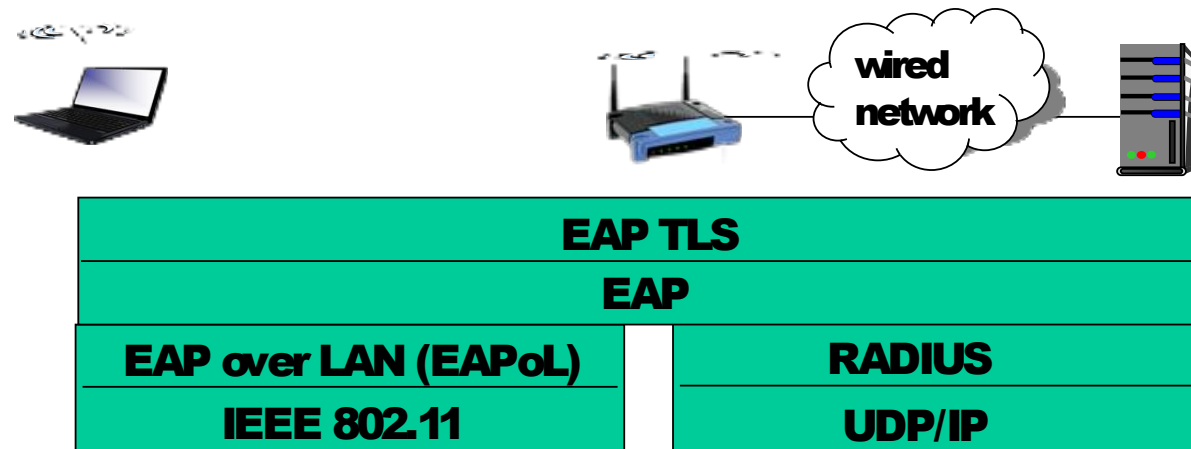 wired
network
EAP TLS
EAP
EAP over LAN (EAPoL)
RADIUS
IEEE 802.11
UDP/IP